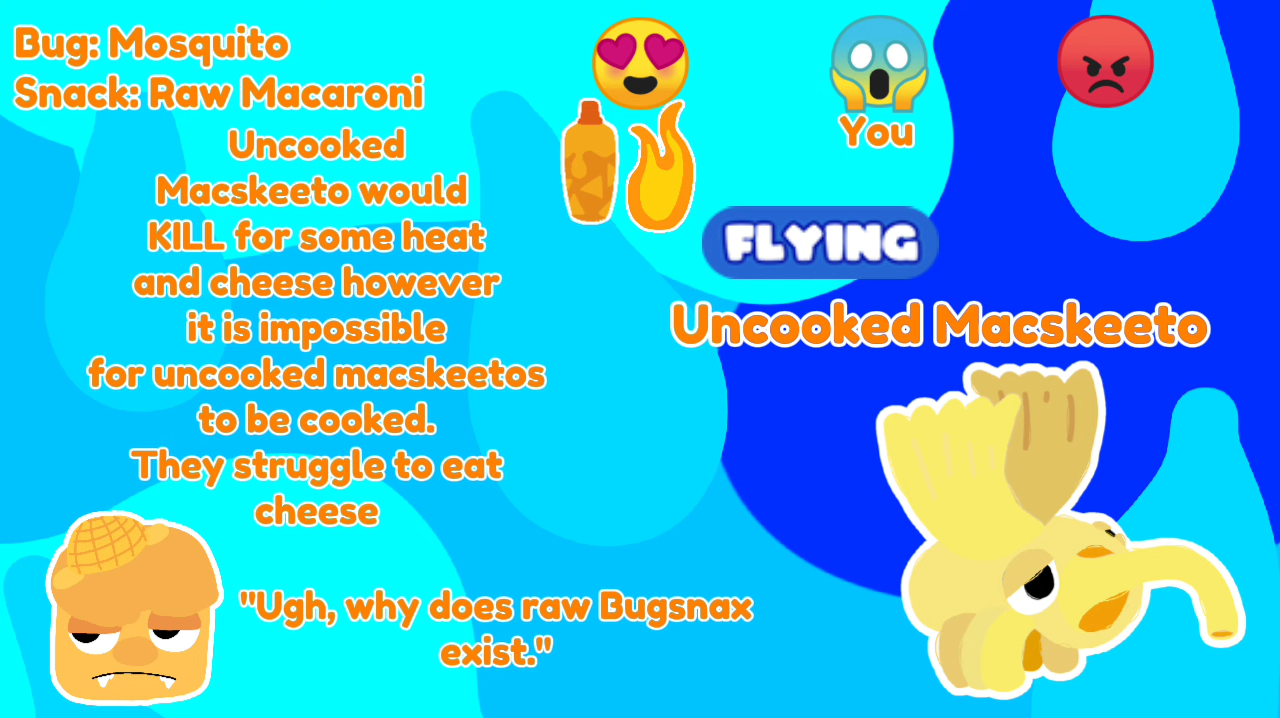 Bug: Mosquito
Snack: Raw Macaroni
Uncooked
Macskeeto would
KILL for some heat
and cheese however
it is impossible
for uncooked macskeetos
to be cooked.
They struggle to eat
cheese
You
FLYING
Uncooked Macskeeto
"Ugh, why does raw Bugsnax
exist."